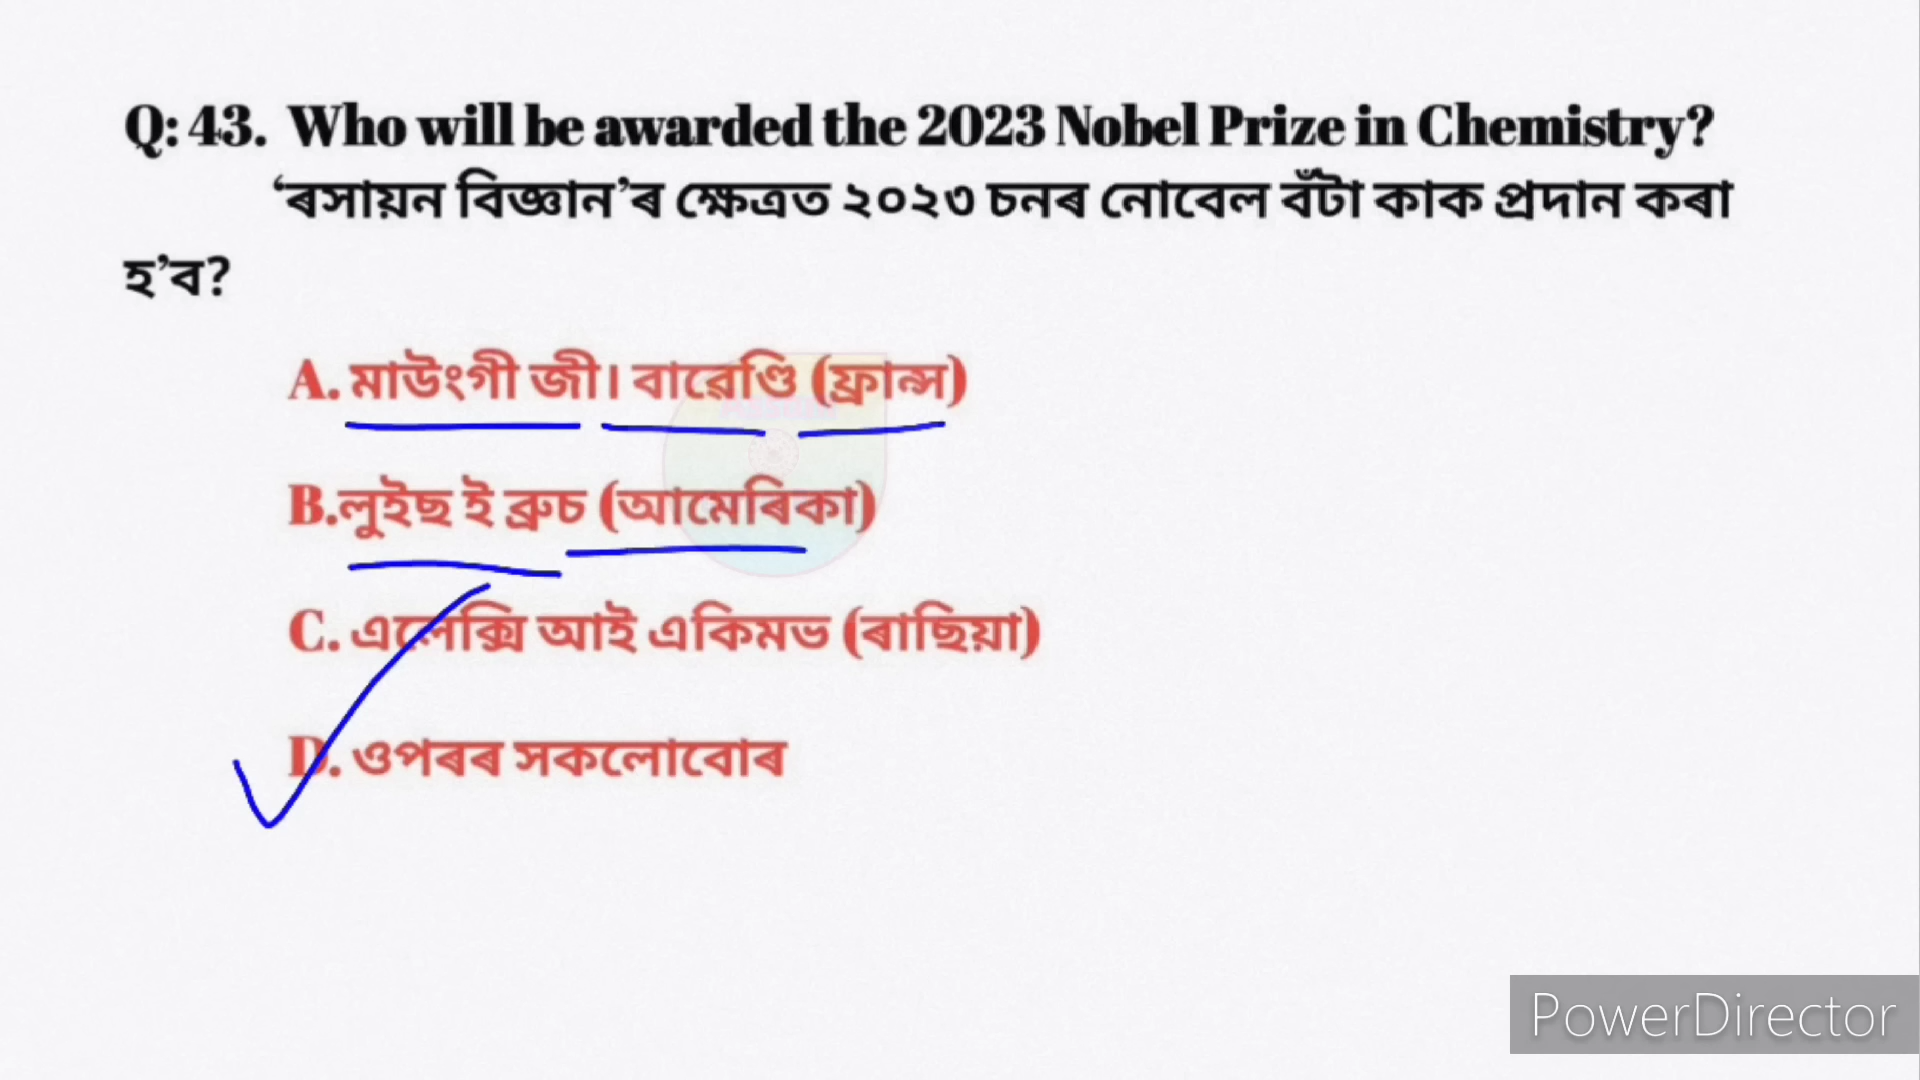 Q: 43. Who will be awarded the 2023 Nobel Prize in Chemistry?
‘ৰসায়ন বিজ্ঞান’ৰ ক্ষেত্ৰত ২০২৩ চনৰ নোবেল বঁটা কাক প্ৰদান কৰা
হ’ব?
A. মাউংগী জী। বাৱেণ্ডি (ফ্ৰান্স)
B.লুইছ ই ব্ৰুচ (আমেৰিকা)
C. এলেক্সি আই একিমভ (ৰাছিয়া)
D. ওপৰৰ সকলোবোৰ
PowerDirector